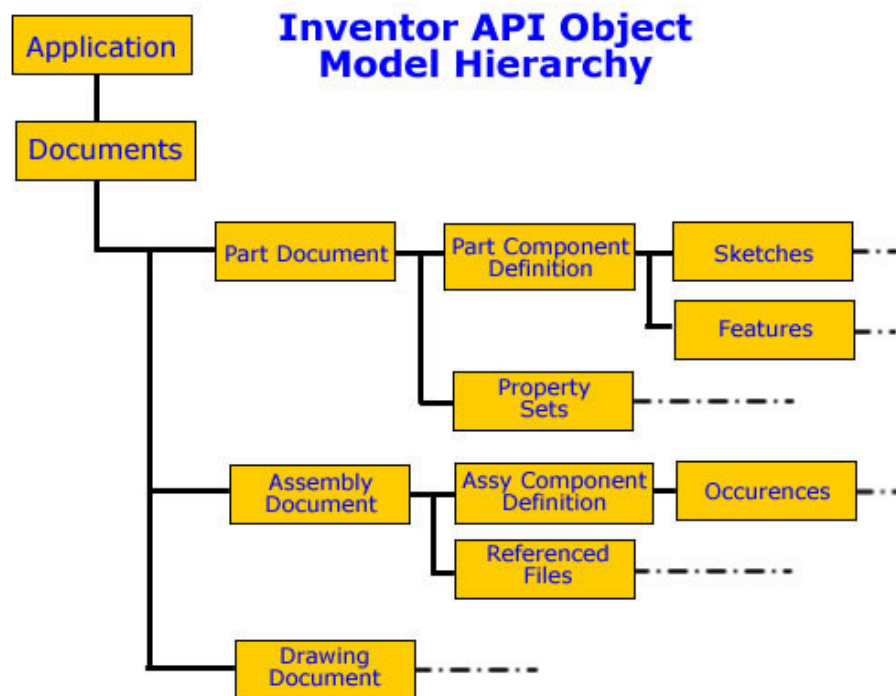 Inventor API Object
Model Hierarchy
Application
Documents
Part Document
Part Component
Definition
Sketches
Features
Property
Sets
Assembly
Document
Assy Component
Definition
Occurences
Referenced
Files
Drawing
Document